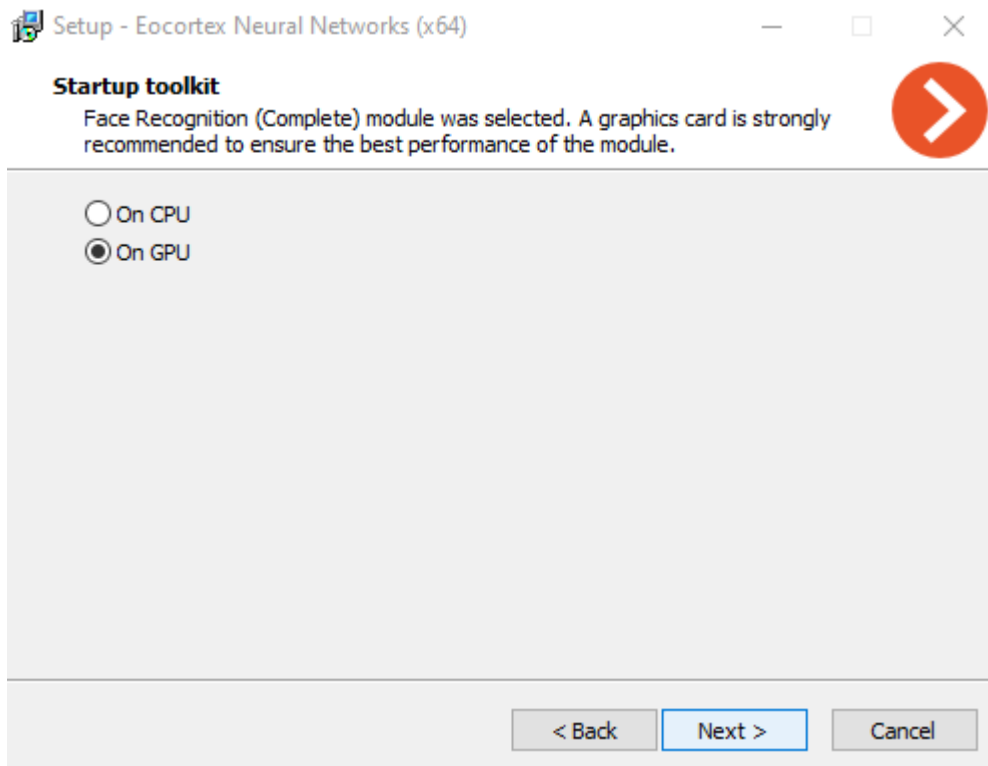 Setup - Eocortex Neural Networks (x64)
Startup toolkit
Face Recognition (Complete) module was selected. A graphics card is strongly
recommended to ensure the best performance of the module.
On CPU
On GPU
< Back
Next >
Cancel